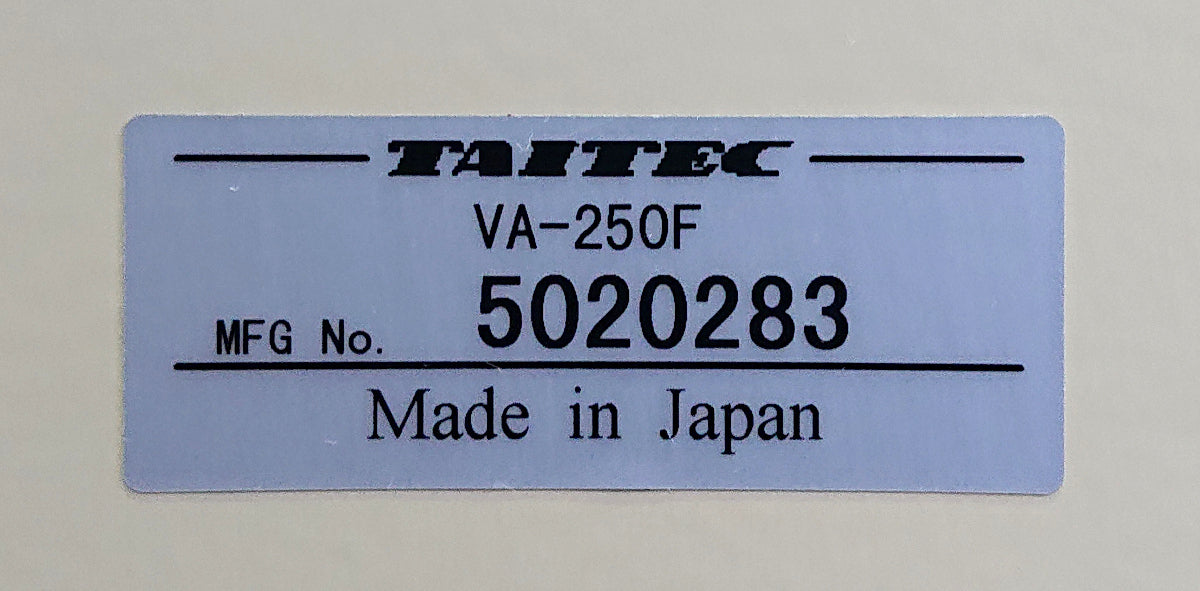 TAITEC
VA-250F
MFG No. 5020283
Made in Japan